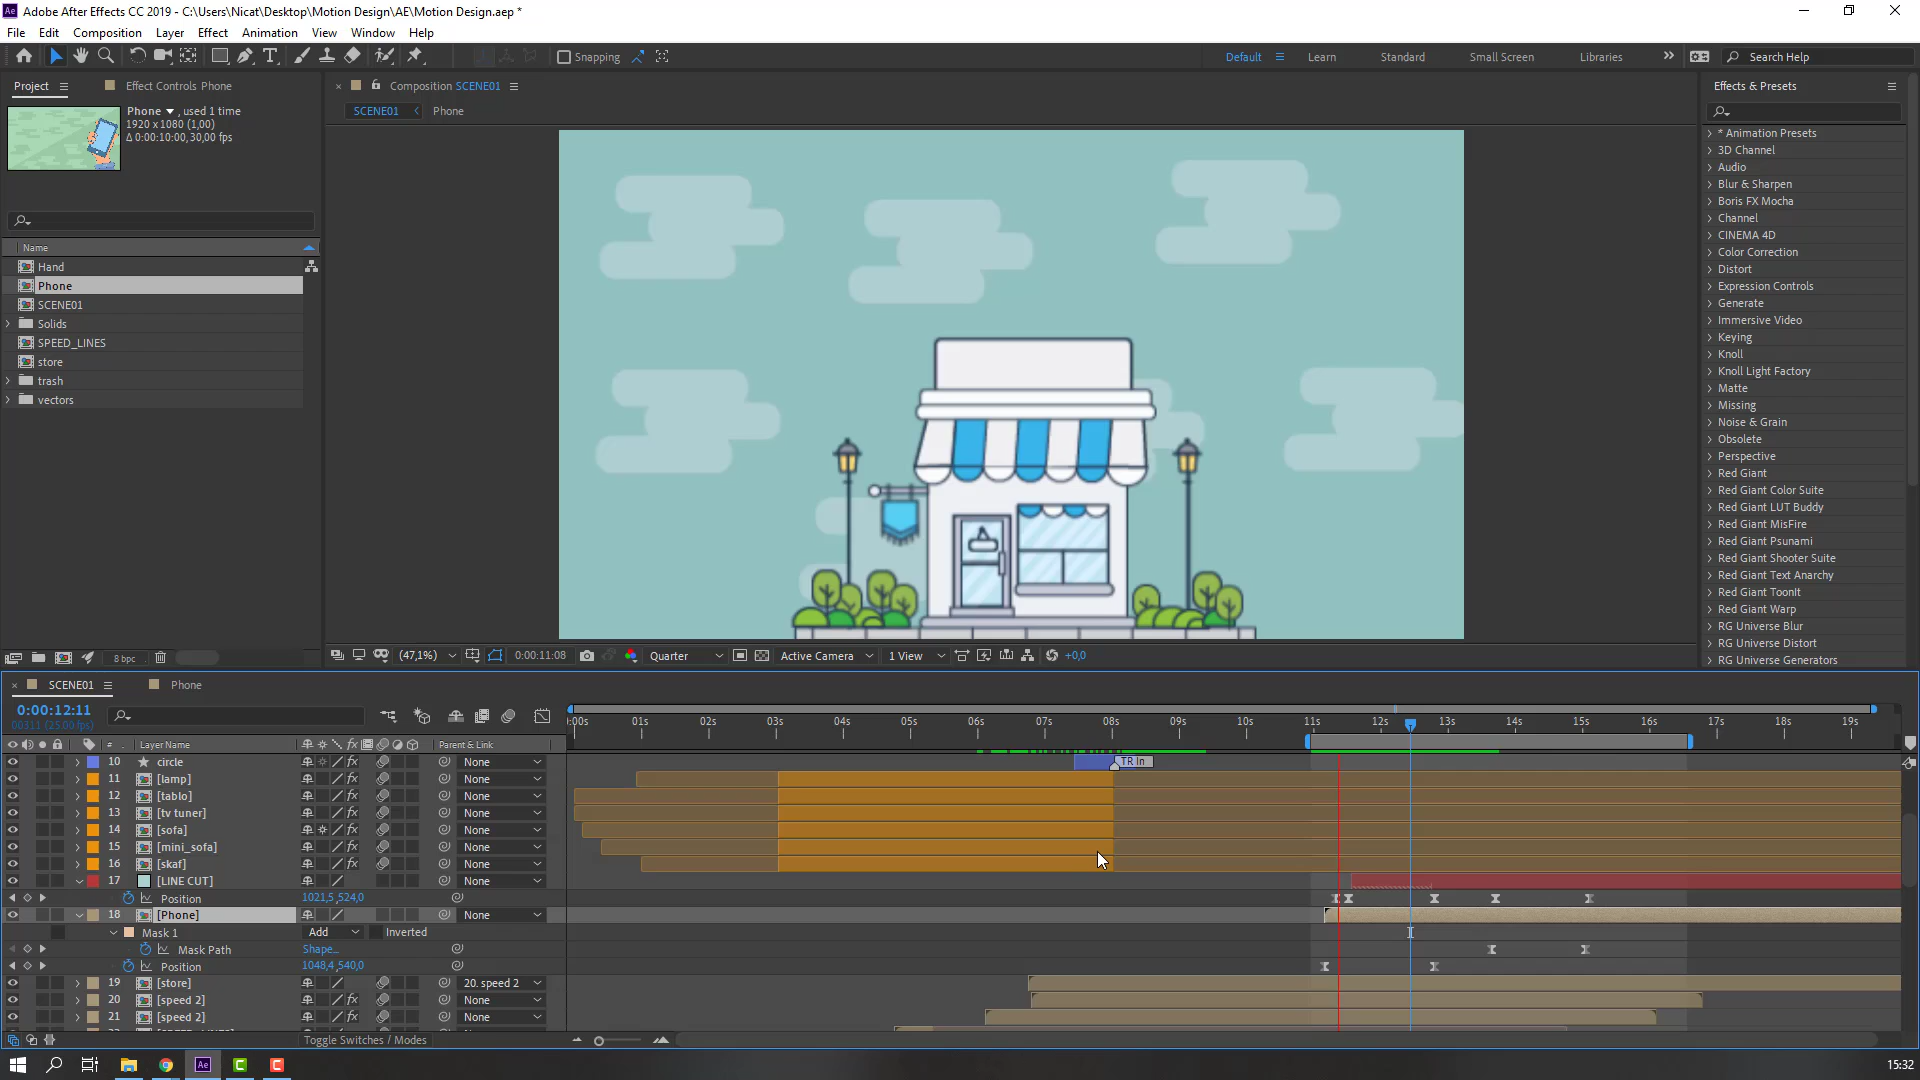 Adobe After Effects CC 2019 - C:\Users\Nicat\Desktop\Motion Design\AE\Motion Design.aep *
File Edit Composition Layer Effect Animation View Window Help
Snapping Default Learn Standard Small Screen Libraries Search Help
Project Effect Controls Phone
Phone , used 1 time
1920 x 1080 (1,00)
Δ 0:00:10:00, 30,00 fps
Name
Hand
Phone
SCENE01
Solids
SPEED_LINES
store
trash
vectors
8 bpc
Composition SCENE01
SCENE01 Phone
(47,1%) 0:00:11:08 Quarter Active Camera 1 View +0,0
Effects & Presets
* Animation Presets
3D Channel
Audio
Blur & Sharpen
Boris FX Mocha
Channel
CINEMA 4D
Color Correction
Distort
Expression Controls
Generate
Immersive Video
Keying
Knoll
Knoll Light Factory
Matte
Missing
Noise & Grain
Obsolete
Perspective
Red Giant
Red Giant Color Suite
Red Giant LUT Buddy
Red Giant MisFire
Red Giant Psunami
Red Giant Shooter Suite
Red Giant Text Anarchy
Red Giant ToonIt
Red Giant Warp
RG Universe Blur
RG Universe Distort
RG Universe Generators
SCENE01 Phone
0:00:12:11
00311 (25.00 fps)
:00s 01s 02s 03s 04s 05s 06s 07s 08s 09s 10s 11s 12s 13s 14s 15s 16s 17s 18s 19s
# Layer Name Parent & Link
10 circle None TR In
11 [lamp] None
12 [tablo] None
13 [tv tuner] None
14 [sofa] None
15 [mini_sofa] None
16 [skaf] None
17 [LINE CUT] None
Position 1021,5,524,0
18 [Phone] None
Mask 1 Add Inverted
Mask Path Shape...
Position 1048,4,540,0
19 [store] 20. speed 2
20 [speed 2] None
21 [speed 2] None
Toggle Switches / Modes
15:32